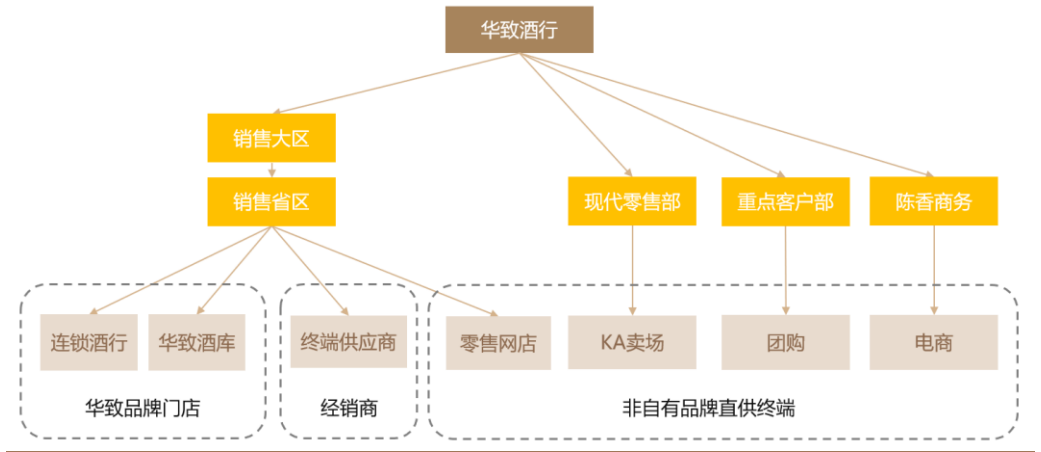 华致酒行
销售大区
销售省区
现代零售部
重点客户部
陈香商务
连锁酒行
华致酒库
终端供应商
零售网店
KA卖场
团购
电商
华致品牌门店
经销商
非自有品牌直供终端